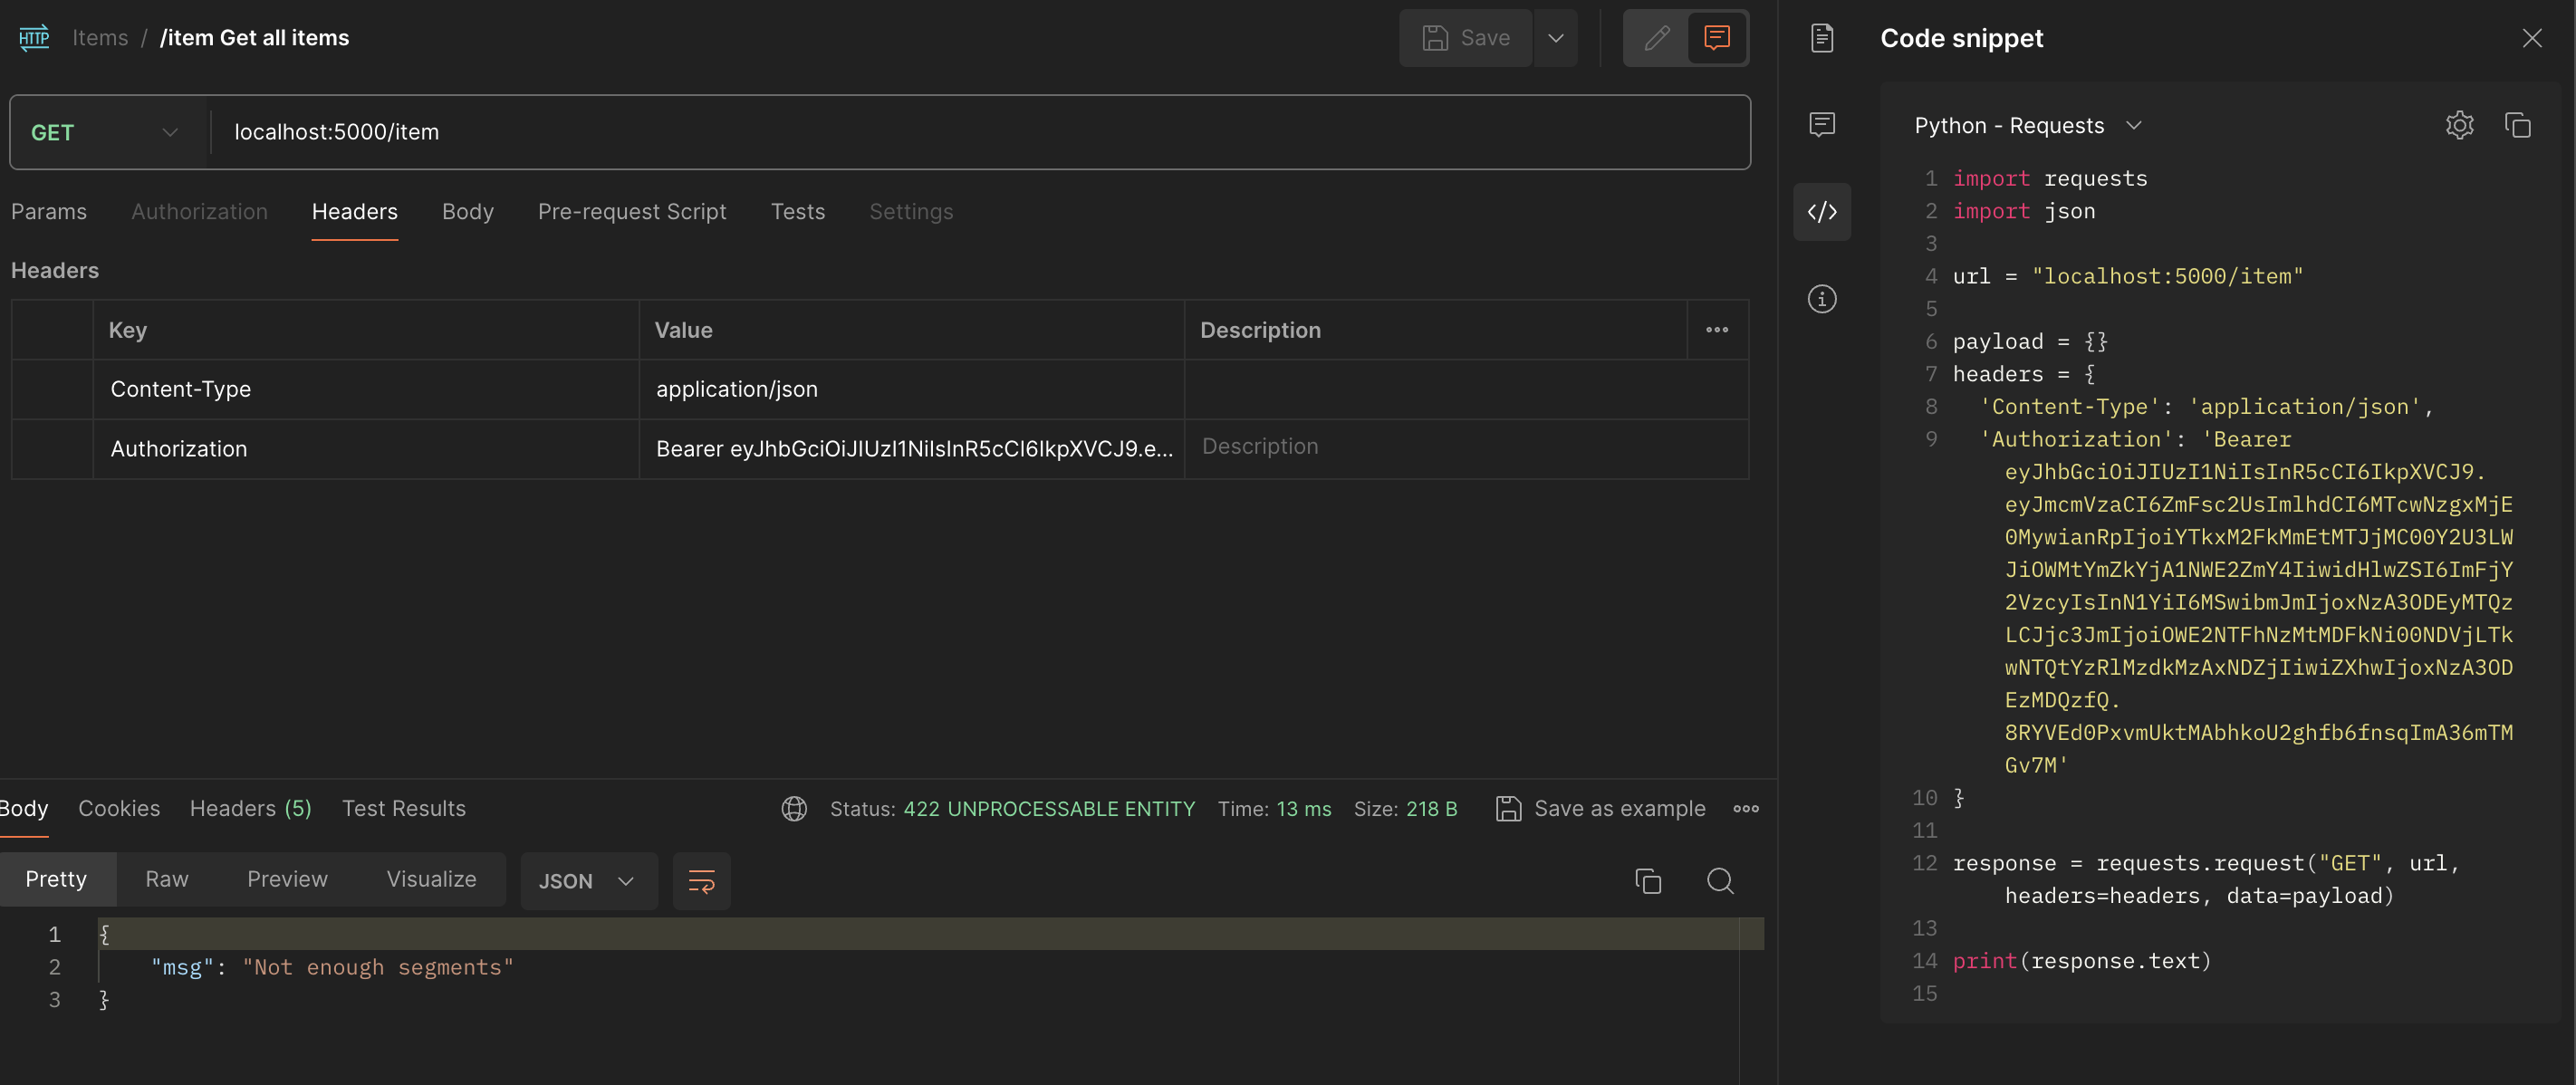 HTTP Items / /item Get all items
Save
GET localhost:5000/item
Params Authorization Headers Body Pre-request Script Tests Settings
Headers
Key Value Description
Content-Type application/json
Authorization Bearer eyJhbGciOiJIUzI1NiIsInR5cCI6IkpXVCJ9.e... Description
Body Cookies Headers (5) Test Results Status: 422 UNPROCESSABLE ENTITY Time: 13 ms Size: 218 B Save as example
Pretty Raw Preview Visualize JSON
1 {
2 "msg": "Not enough segments"
3 }
Code snippet
Python - Requests
1 import requests
2 import json
3
4 url = "localhost:5000/item"
5
6 payload = {}
7 headers = {
8 'Content-Type': 'application/json',
9 'Authorization': 'Bearer
eyJhbGciOiJIUzI1NiIsInR5cCI6IkpXVCJ9.
eyJmcmVzaCI6ZmFsc2UsImlhdCI6MTcwNzgxMjE
0MywianRpIjoiYTkxM2FkMmEtMTJjMC00Y2U3LW
JiOWMtYmZkYjA1NWE2ZmY4IiwidHlwZSI6ImFjY
2VzcyIsInN1YiI6MSwibmJmIjoxNzA3ODEyMTQz
LCJjc3JmIjoiOWE2NTFhNzMtMDFkNi00NDVjLTk
wNTQtYzRlMzdkMzAxNDZjIiwiZXhwIjoxNzA3OD
EzMDQzfQ.
8RYVEd0PxvmUktMAbhkoU2ghfb6fnsqImA36mTM
Gv7M'
10 }
11
12 response = requests.request("GET", url,
headers=headers, data=payload)
13
14 print(response.text)
15